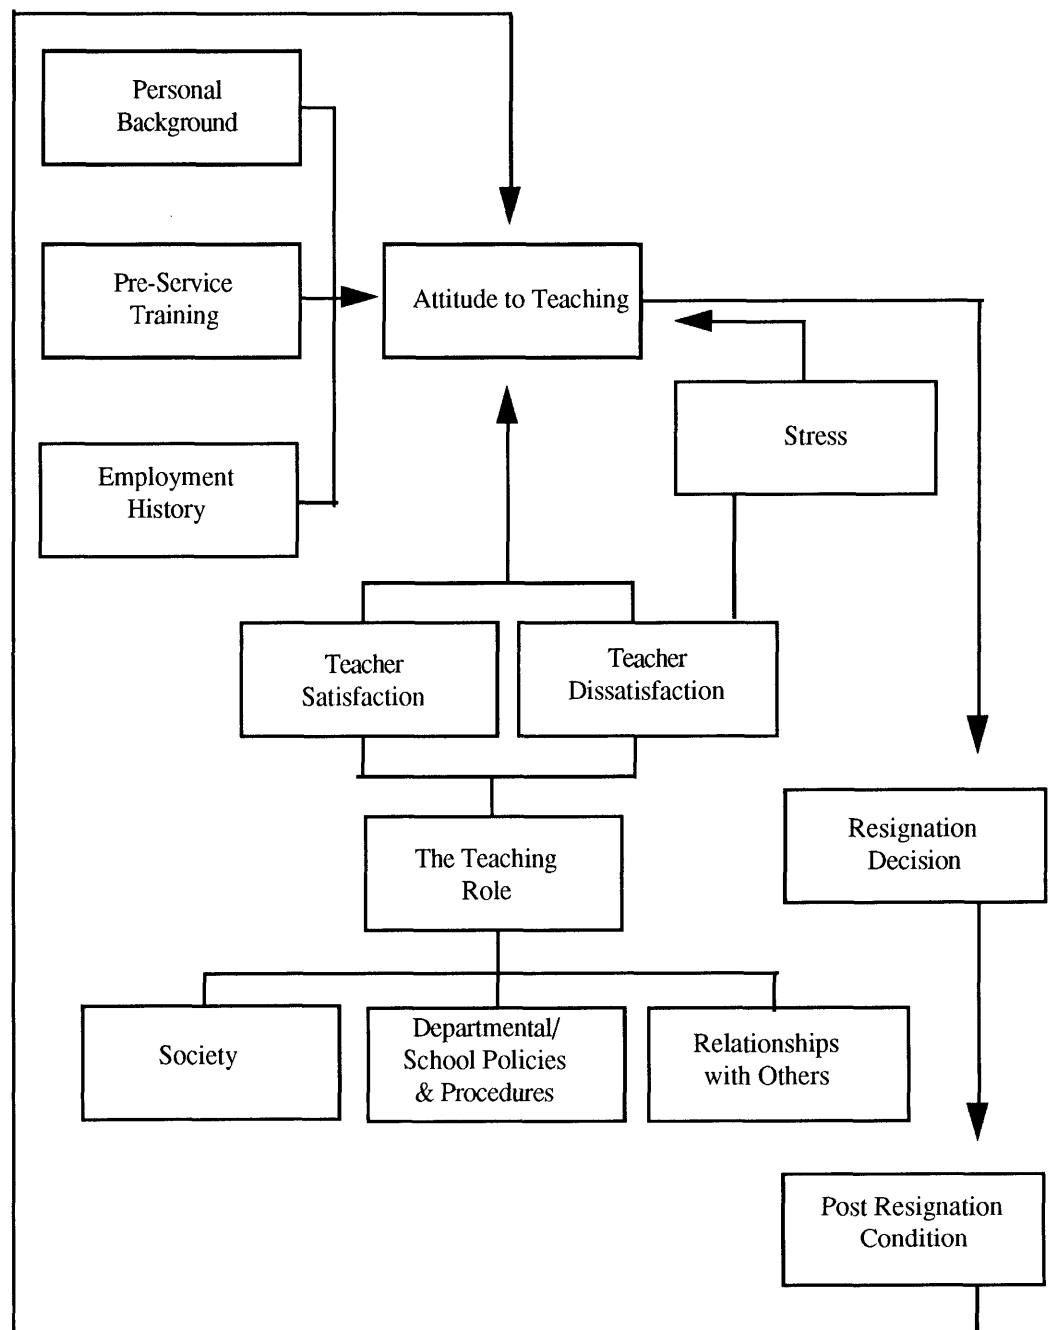 Personal
Background
Pre-Service
Training
Attitude to Teaching
Stress
Employment
History
Teacher
Satisfaction
Teacher
Dissatisfaction
The Teaching
Role
Resignation
Decision
Society
Departmental/
School Policies
& Procedures
Relationships
with Others
Post Resignation
Condition